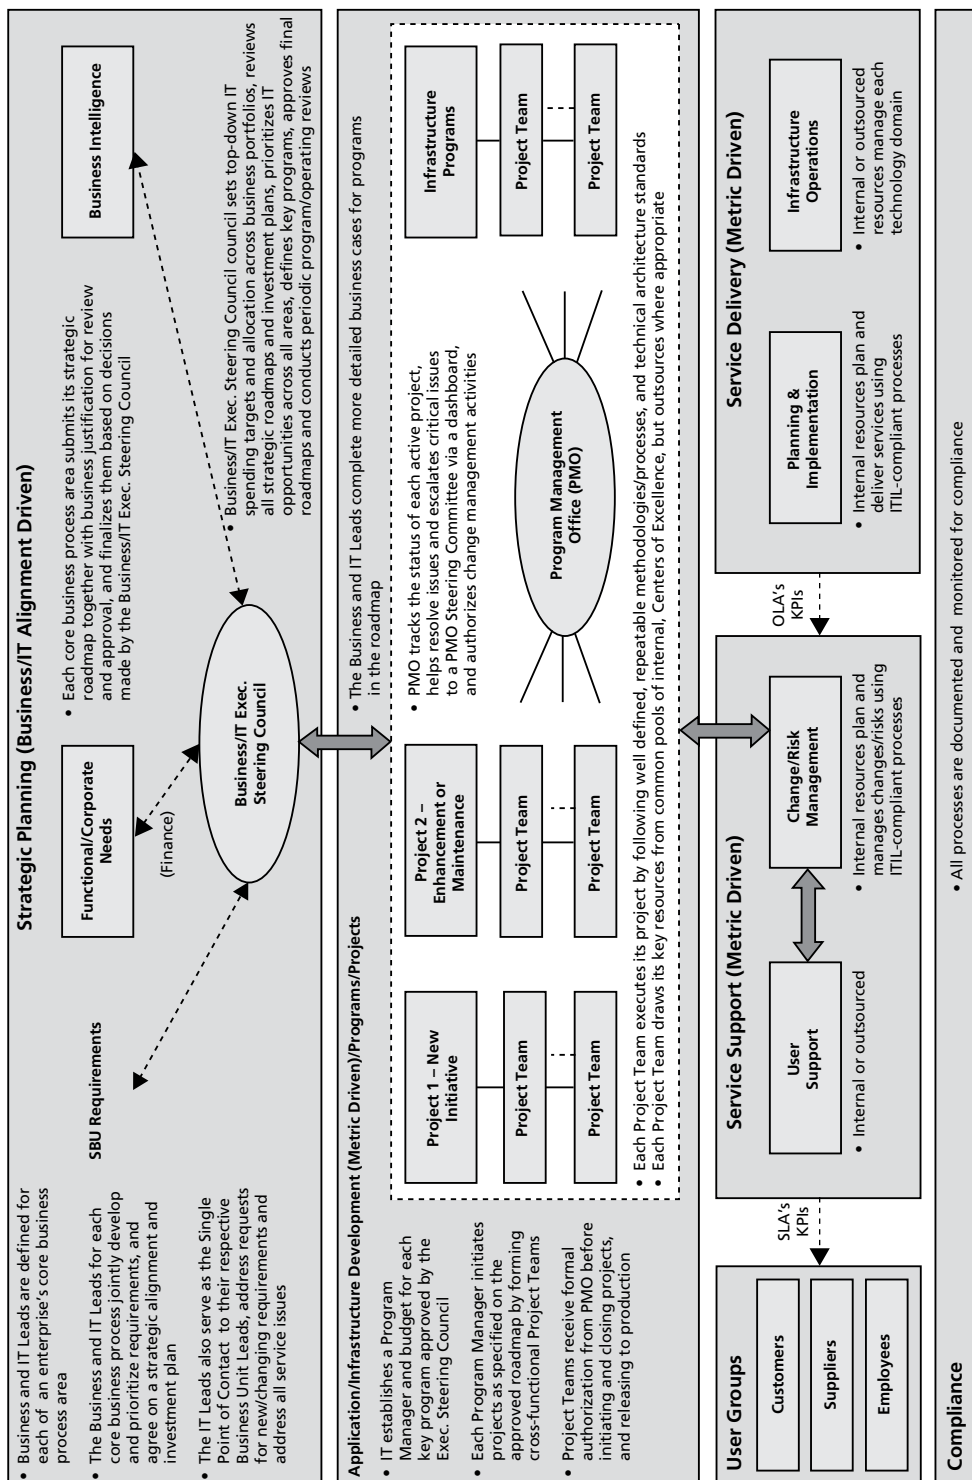 Strategic Planning (Business/IT Alignment Driven)
• Business and IT Leads are defined for
each of an enterprise's core business
process area
• The Business and IT Leads for each
core business process jointly develop
and prioritize requirements, and
agree on a strategic alignment and
investment plan
• The IT Leads also serve as the Single
Point of Contact to their respective
Business Unit Leads, address requests
for new/changing requirements and
address all service issues
SBU Requirements
Functional/Corporate
Needs
(Finance)
Business/IT Exec.
Steering Council
• Each core business process area submits its strategic
roadmap together with business justification for review
and approval, and finalizes them based on decisions
made by the Business/IT Exec. Steering Council
Business Intelligence
• Business/IT Exec. Steering Council council sets top-down IT
spending targets and allocation across business portfolios, reviews
all strategic roadmaps and investment plans, prioritizes IT
opportunities across all areas, defines key programs, approves final
roadmaps and conducts periodic program/operating reviews
Application/Infrastructure Development (Metric Driven)/Programs/Projects
• The Business and IT Leads complete more detailed business cases for programs
in the roadmap
• IT establishes a Program
Manager and budget for each
key program approved by the
Exec. Steering Council
• Each Program Manager initiates
projects as specified on the
approved roadmap by forming
cross-functional Project Teams
• Project Teams receive formal
authorization from PMO before
initiating and closing projects,
and releasing to production
Project 1 – New
Initiative
Project Team
Project Team
Project 2 –
Enhancement or
Maintenance
Project Team
Project Team
• PMO tracks the status of each active project,
helps resolve issues and escalates critical issues
to a PMO Steering Committee via a dashboard,
and authorizes change management activities
Program Management
Office (PMO)
Infrastructure
Programs
Project Team
Project Team
• Each Project Team executes its project by following well defined, repeatable methodologies/processes, and technical architecture standards
• Each Project Team draws its key resources from common pools of internal, Centers of Excellence, but outsources where appropriate
User Groups
Customers
Suppliers
Employees
SLA's
KPIs
Service Support (Metric Driven)
User
Support
• Internal or outsourced
Change/Risk
Management
• Internal resources plan and
manages changes/risks using
ITIL-compliant processes
OLA's
KPIs
Service Delivery (Metric Driven)
Planning &
Implementation
• Internal resources plan and
deliver services using
ITIL-compliant processes
Infrastructure
Operations
• Internal or outsourced
resources manage each
technology domain
Compliance
• All processes are documented and monitored for compliance